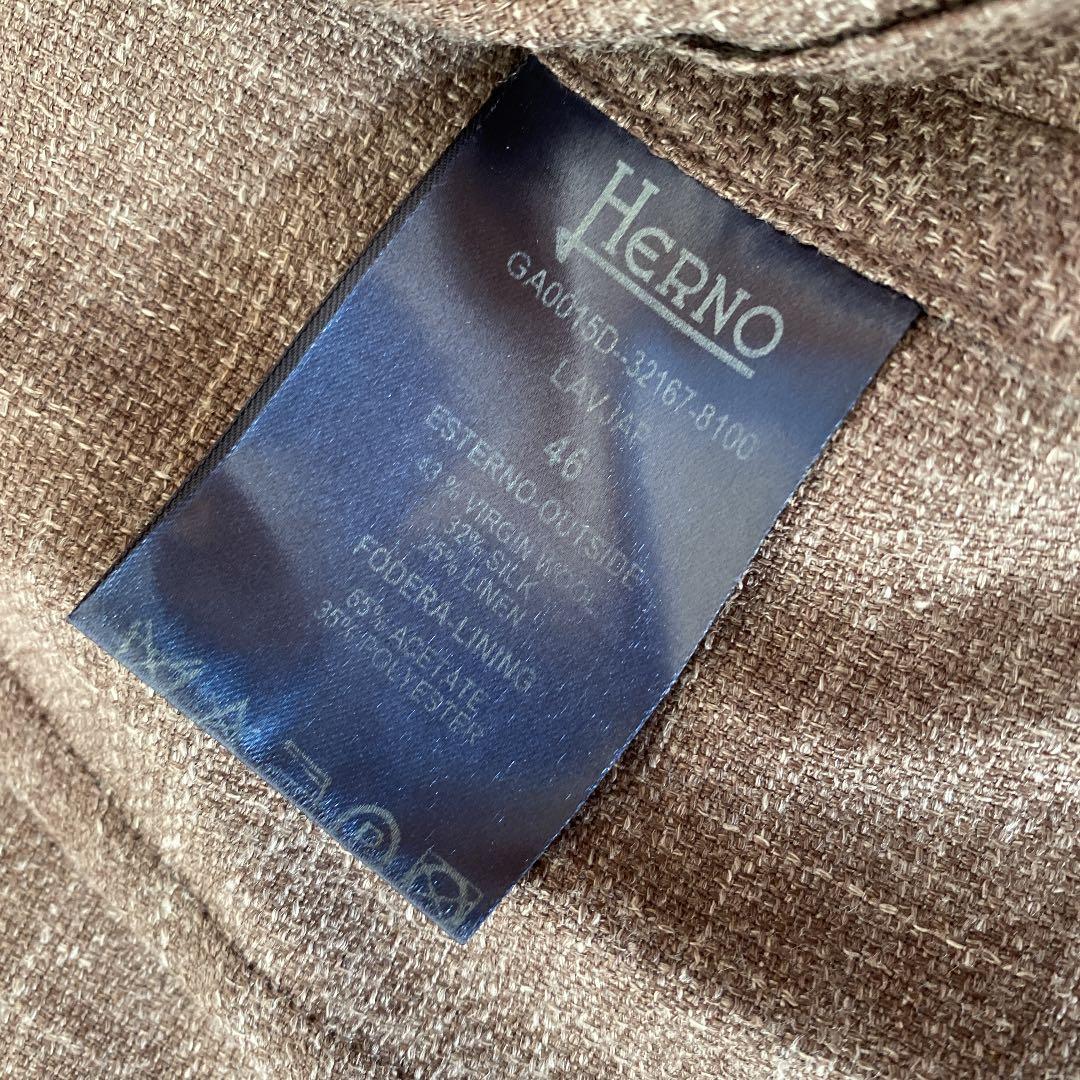 HERNO
GA0015D--32167-8100
LAV JAP
46
ESTERNO-OUTSIDE
43 % VIRGIN WOOL
32% SILK
25% LINEN
FODERA-LINING
65% ACETATE
35% POLYESTER
P